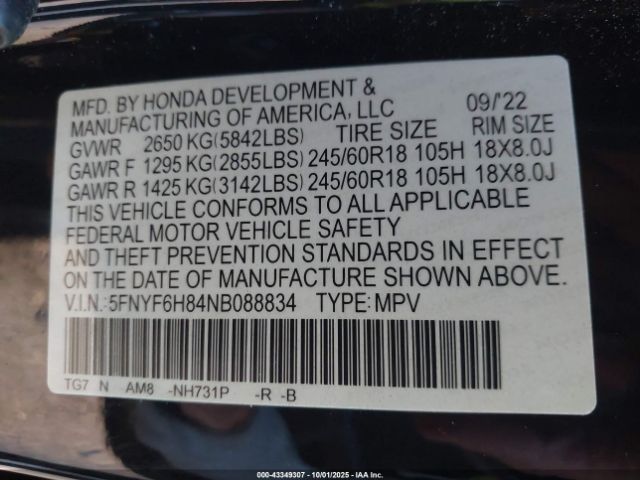 MFD. BY HONDA DEVELOPMENT &
MANUFACTURING OF AMERICA, LLC 09/'22
GVWR 2650 KG(5842LBS) TIRE SIZE RIM SIZE
GAWR F 1295 KG(2855LBS) 245/60R18 105H 18X8.0J
GAWR R 1425 KG(3142LBS) 245/60R18 105H 18X8.0J
THIS VEHICLE CONFORMS TO ALL APPLICABLE
FEDERAL MOTOR VEHICLE SAFETY
AND THEFT PREVENTION STANDARDS IN EFFECT
ON THE DATE OF MANUFACTURE SHOWN ABOVE.
V.I.N.:5FNYF6H84NB088834 TYPE:MPV
TG7 N -AM8 -NH731P -R -B
000-43349307 - 10/01/2025 - IAA Inc.